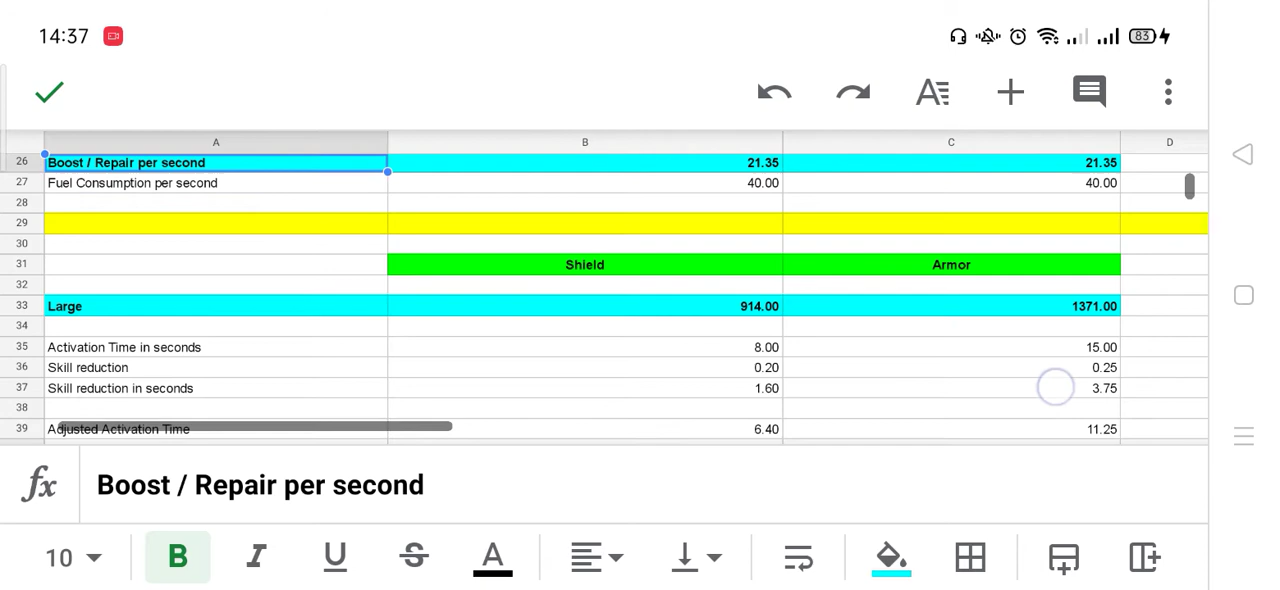 14:37
83
A B C D
26 Boost / Repair per second 21.35 21.35
27 Fuel Consumption per second 40.00 40.00
28
29
30
31 Shield Armor
32
33 Large 914.00 1371.00
34
35 Activation Time in seconds 8.00 15.00
36 Skill reduction 0.20 0.25
37 Skill reduction in seconds 1.60 3.75
38
39 Adjusted Activation Time 6.40 11.25
fx Boost / Repair per second
10 B I U S A